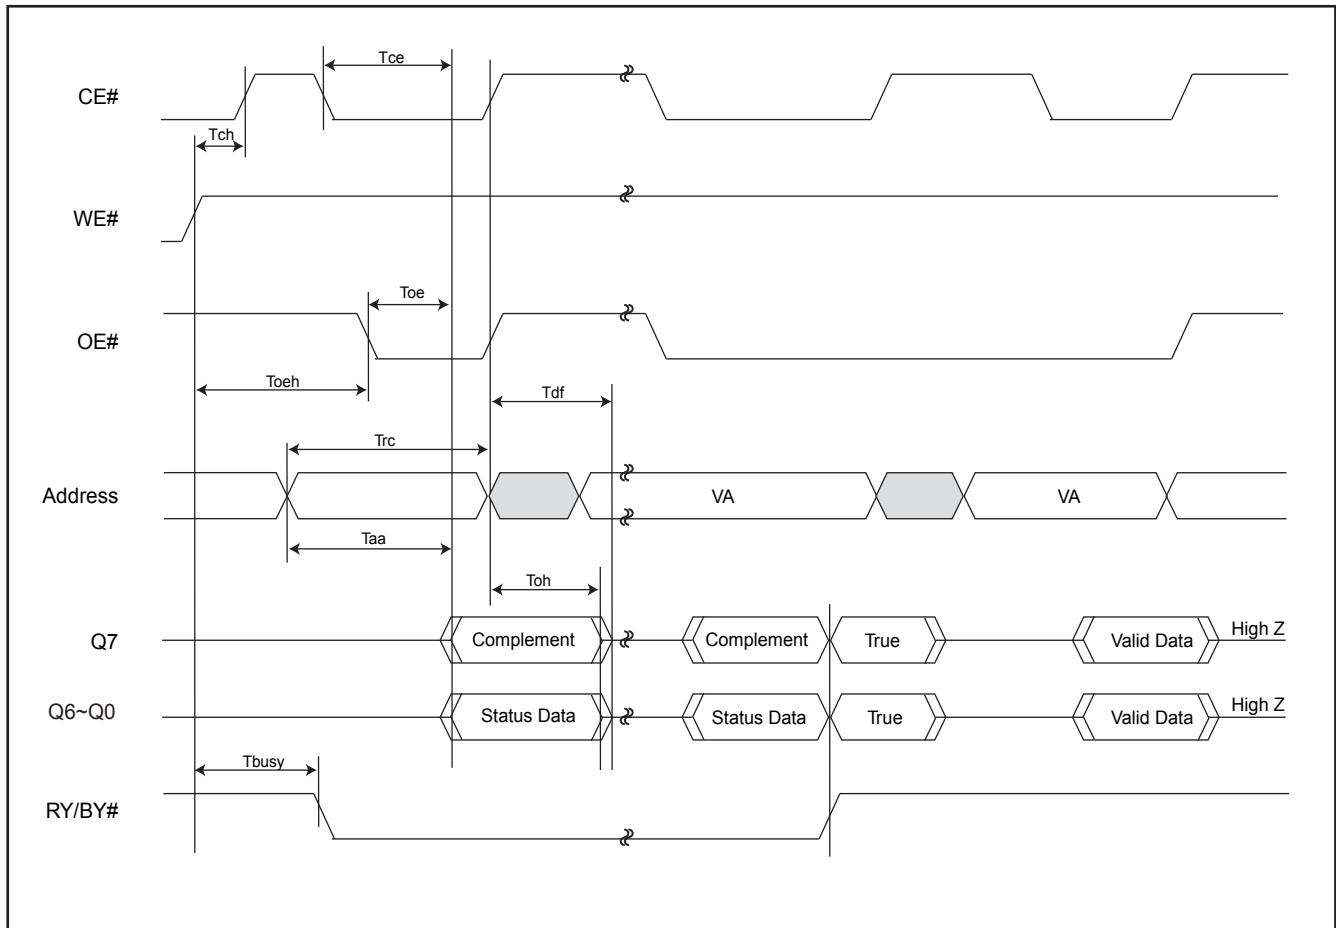 Tce
CE#
Tch
WE#
Toe
OE#
Toeh
Tdf
Trc
Address
VA
VA
Taa
Toh
Q7
Complement
Complement
True
Valid Data
High Z
Q6~Q0
Status Data
Status Data
True
Valid Data
High Z
Tbusy
RY/BY#